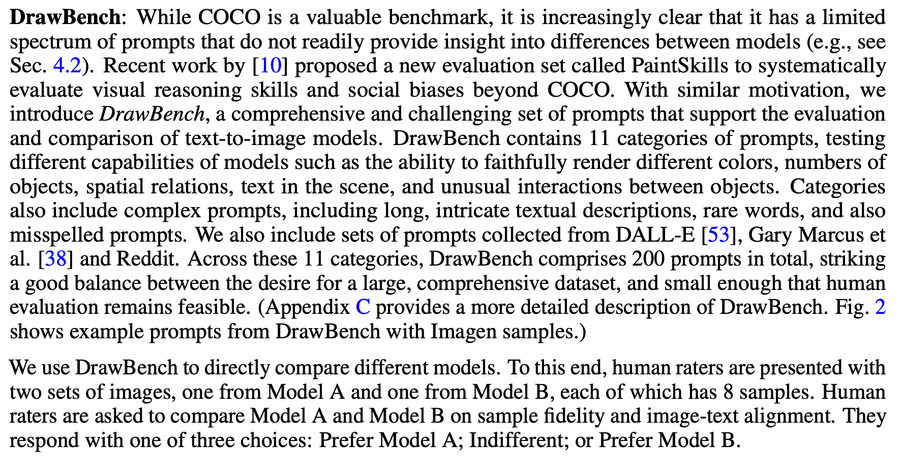 DrawBench: While COCO is a valuable benchmark, it is increasingly clear that it has a limited
spectrum of prompts that do not readily provide insight into differences between models (e.g., see
Sec. 4.2). Recent work by [10] proposed a new evaluation set called PaintSkills to systematically
evaluate visual reasoning skills and social biases beyond COCO. With similar motivation, we
introduce DrawBench, a comprehensive and challenging set of prompts that support the evaluation
and comparison of text-to-image models. DrawBench contains 11 categories of prompts, testing
different capabilities of models such as the ability to faithfully render different colors, numbers of
objects, spatial relations, text in the scene, and unusual interactions between objects. Categories
also include complex prompts, including long, intricate textual descriptions, rare words, and also
misspelled prompts. We also include sets of prompts collected from DALL-E [53], Gary Marcus et
al. [38] and Reddit. Across these 11 categories, DrawBench comprises 200 prompts in total, striking
a good balance between the desire for a large, comprehensive dataset, and small enough that human
evaluation remains feasible. (Appendix C provides a more detailed description of DrawBench. Fig. 2
shows example prompts from DrawBench with Imagen samples.)
We use DrawBench to directly compare different models. To this end, human raters are presented with
two sets of images, one from Model A and one from Model B, each of which has 8 samples. Human
raters are asked to compare Model A and Model B on sample fidelity and image-text alignment. They
respond with one of three choices: Prefer Model A; Indifferent; or Prefer Model B.